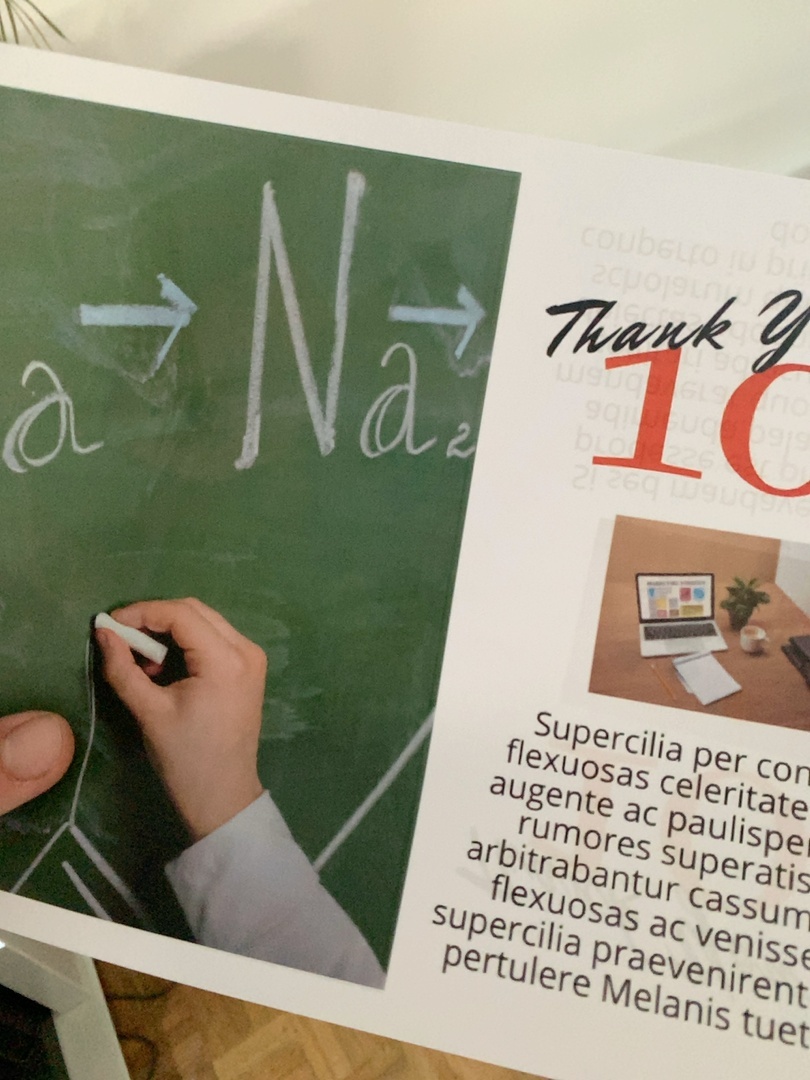 a → Na₂ →
Thank Y
10
Supercilia per con
flexuosas celeritate
augente ac paulisper
rumores superatis
arbitrabantur cassum
flexuosas ac venisse
supercilia praevenirent
pertulere Melanis tuet